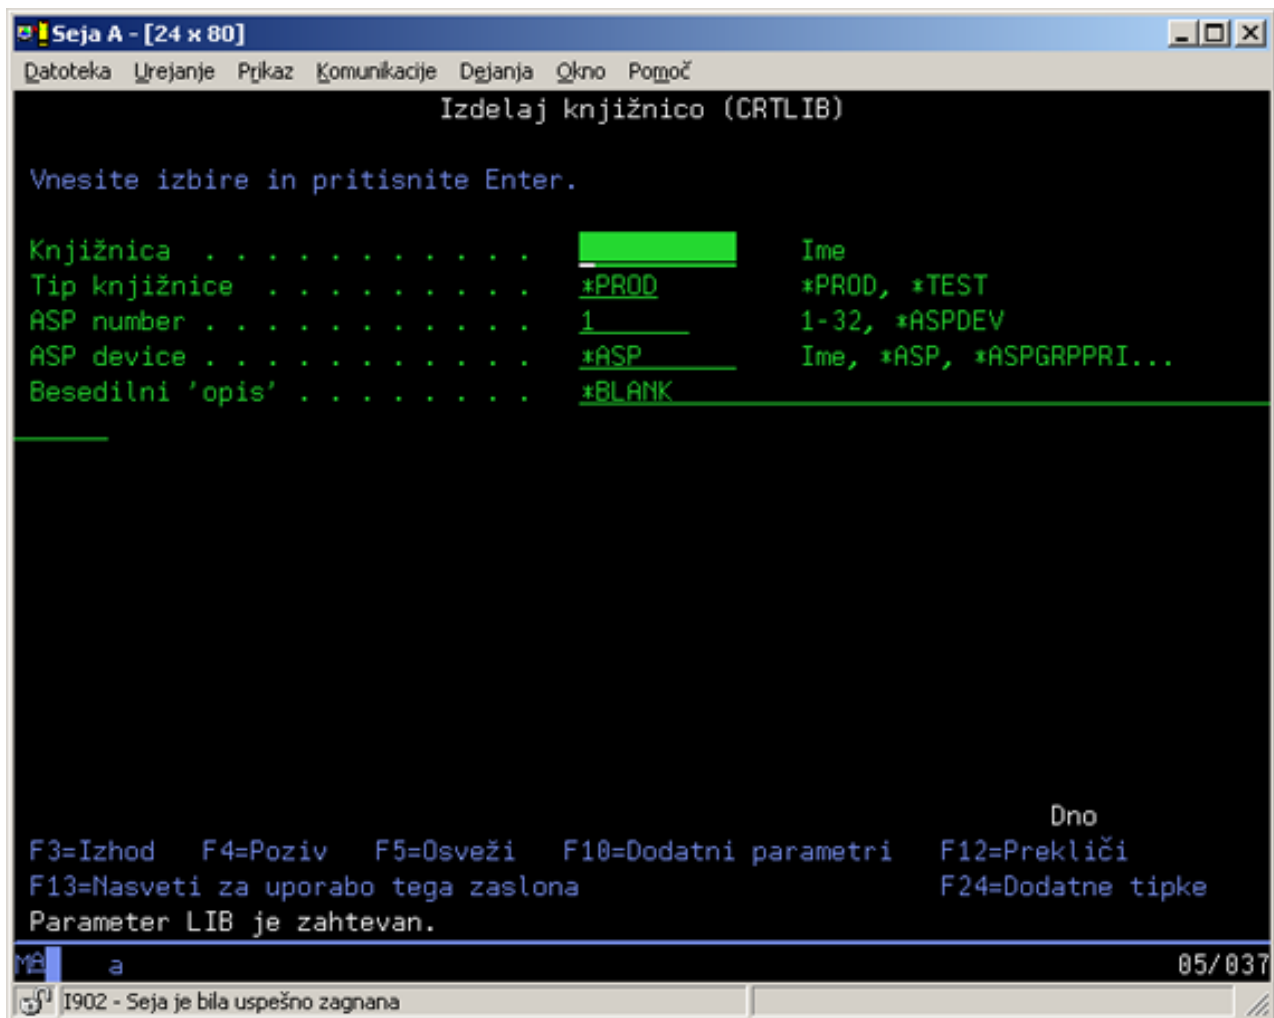 Seja A - [24 x 80]
Datoteka Urejanje Prikaz Komunikacije Dejanja Okno Pomoč
Izdelaj knjižnico (CRTLIB)
Vnesite izbire in pritisnite Enter.
Knjižnica . . . . . . . . . . . Ime
Tip knjižnice . . . . . . . . . *PROD *PROD, *TEST
ASP number . . . . . . . . . . . 1 1-32, *ASPDEV
ASP device . . . . . . . . . . . *ASP Ime, *ASP, *ASPGRPPRI...
Besedilni 'opis' . . . . . . . . *BLANK
Dno
F3=Izhod F4=Poziv F5=Osveži F10=Dodatni parametri F12=Prekliči
F13=Nasveti za uporabo tega zaslona F24=Dodatne tipke
Parameter LIB je zahtevan.
MA a 05/037
I902 - Seja je bila uspešno zagnana